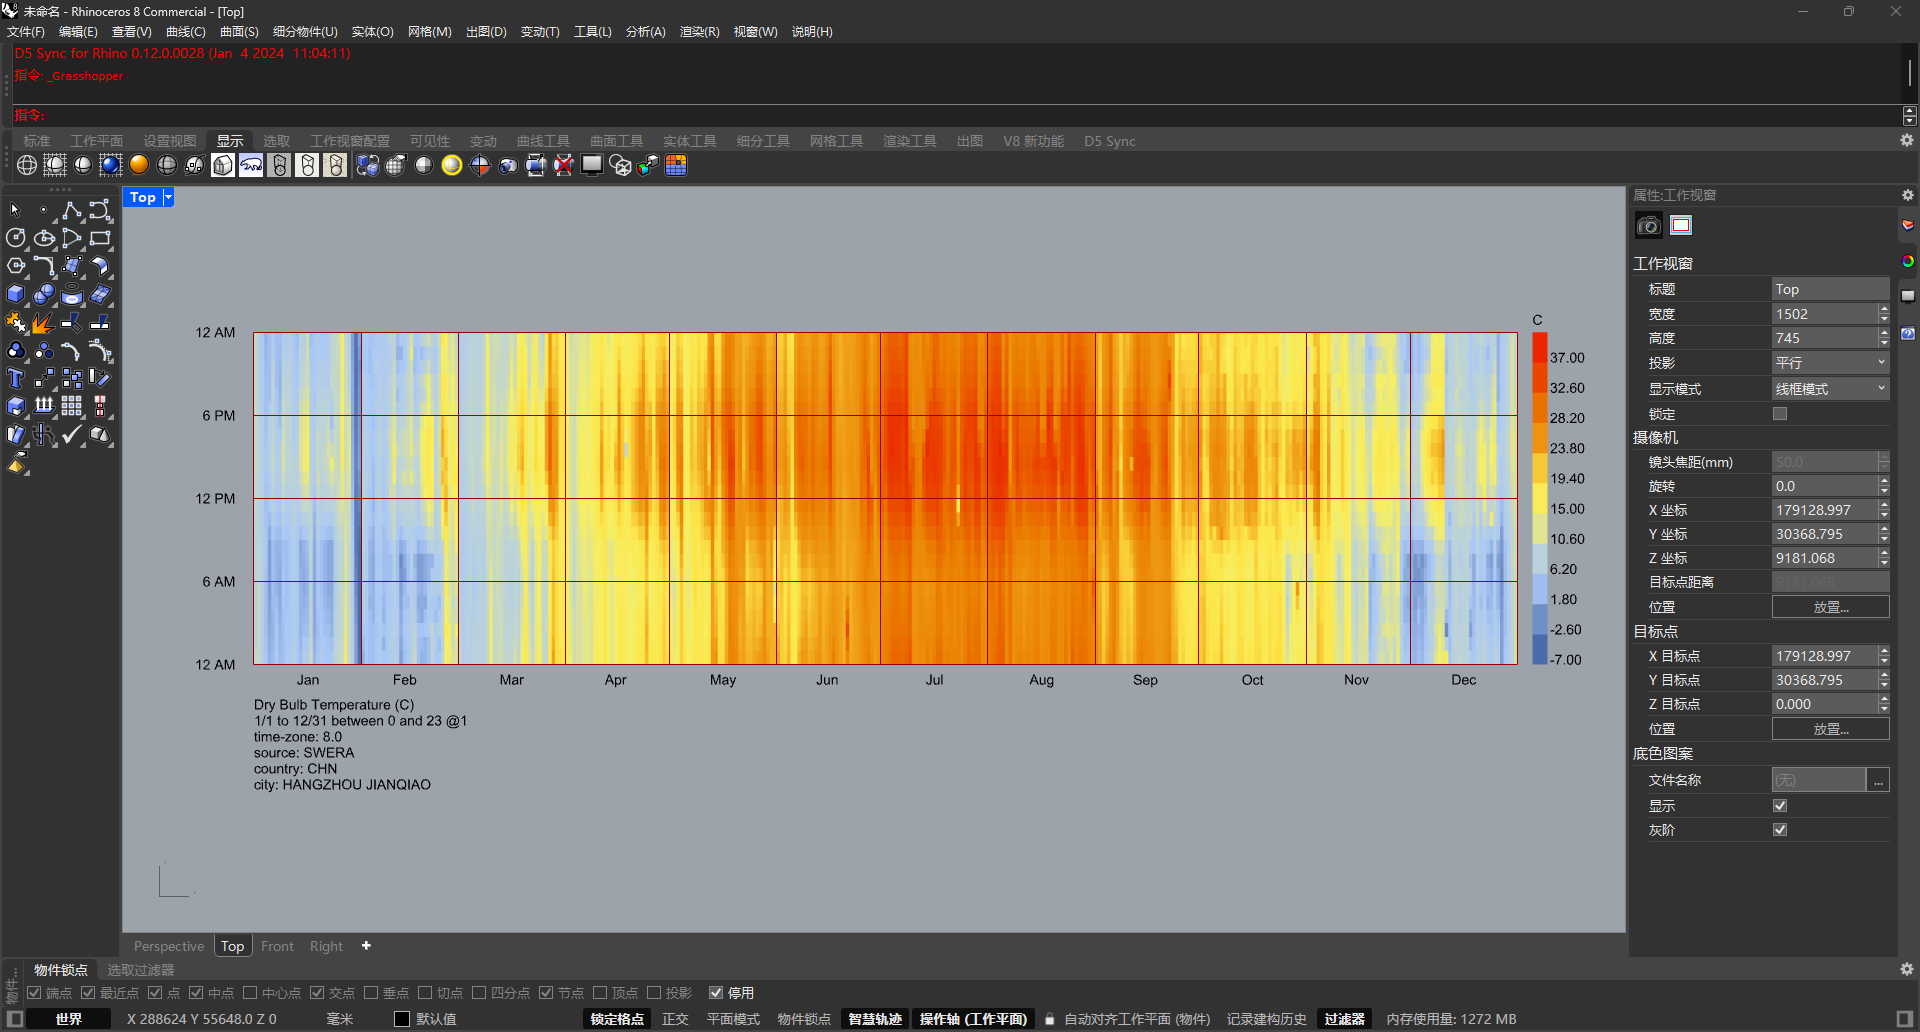 未命名 - Rhinoceros 8 Commercial - [Top]
文件(F) 编辑(E) 查看(V) 曲线(C) 曲面(S) 细分物件(U) 实体(O) 网格(M) 出图(D) 变动(T) 工具(L) 分析(A) 渲染(R) 视窗(W) 说明(H)
D5 Sync for Rhino 0.12.0.0028 (Jan 4 2024 11:04:11)
指令: _Grasshopper
指令:
标准 工作平面 设置视图 显示 选取 工作视窗配置 可见性 变动 曲线工具 曲面工具 实体工具 细分工具 网格工具 渲染工具 出图 V8 新功能 D5 Sync
Top
C
12 AM
6 PM
12 PM
6 AM
12 AM
37.00
32.60
28.20
23.80
19.40
15.00
10.60
6.20
1.80
-2.60
-7.00
Jan Feb Mar Apr May Jun Jul Aug Sep Oct Nov Dec
Dry Bulb Temperature (C)
1/1 to 12/31 between 0 and 23 @1
time-zone: 8.0
source: SWERA
country: CHN
city: HANGZHOU JIANQIAO
属性:工作视窗
工作视窗
标题 Top
宽度 1502
高度 745
投影 平行
显示模式 线框模式
锁定
摄像机
镜头焦距(mm) 50.0
旋转 0.0
X 坐标 179128.997
Y 坐标 30368.795
Z 坐标 9181.068
目标点距离 9181.068
位置 放置...
目标点
X 目标点 179128.997
Y 目标点 30368.795
Z 目标点 0.000
位置 放置...
底色图案
文件名称 (无) ...
显示
灰阶
Perspective Top Front Right
物件锁点 选取过滤器
物件...
端点 最近点 点 中点 中心点 交点 垂点 切点 四分点 节点 顶点 投影 停用
世界 X 288624 Y 55648.0 Z 0 毫米 默认值 锁定格点 正交 平面模式 物件锁点 智慧轨迹 操作轴 (工作平面) 自动对齐工作平面 (物件) 记录建构历史 过滤器 内存使用量: 1272 MB